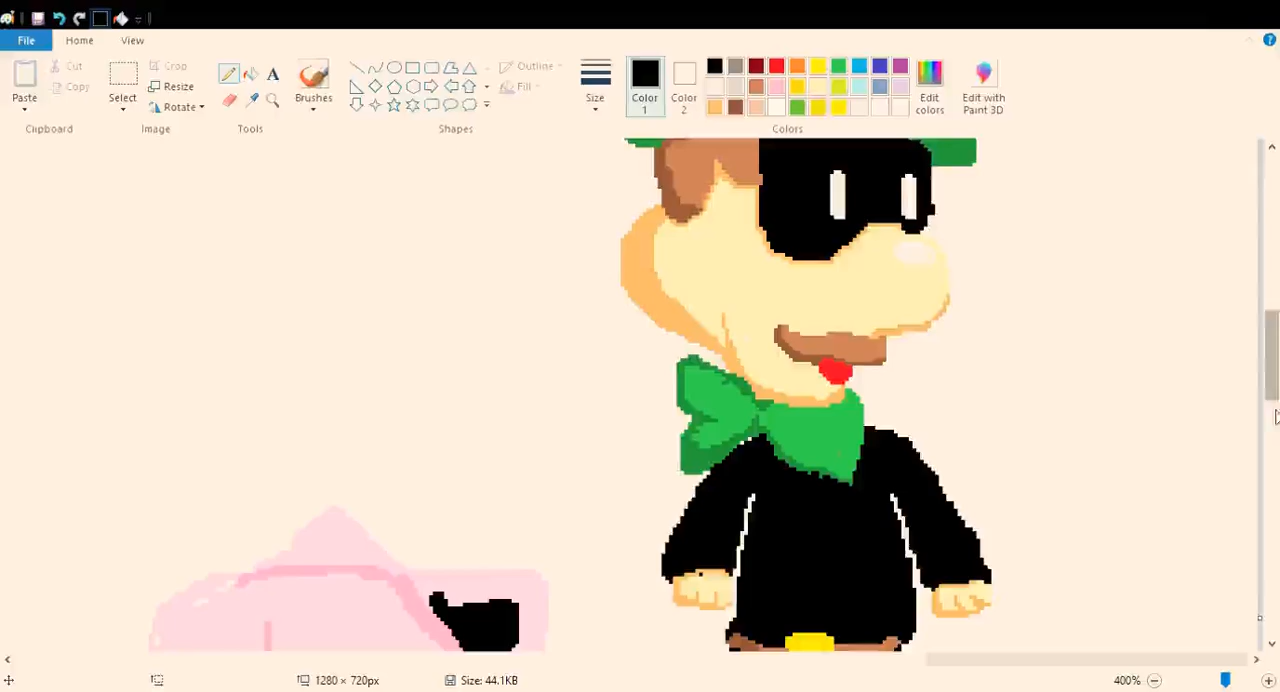 File Home View
Paste Cut Copy
Clipboard
Select Crop Resize Rotate
Image
A
Tools
Brushes
Outline Fill
Shapes
Size
Color 1
Color 2
Edit colors
Colors
Edit with Paint 3D
1280 × 720px Size: 44.1KB 400%